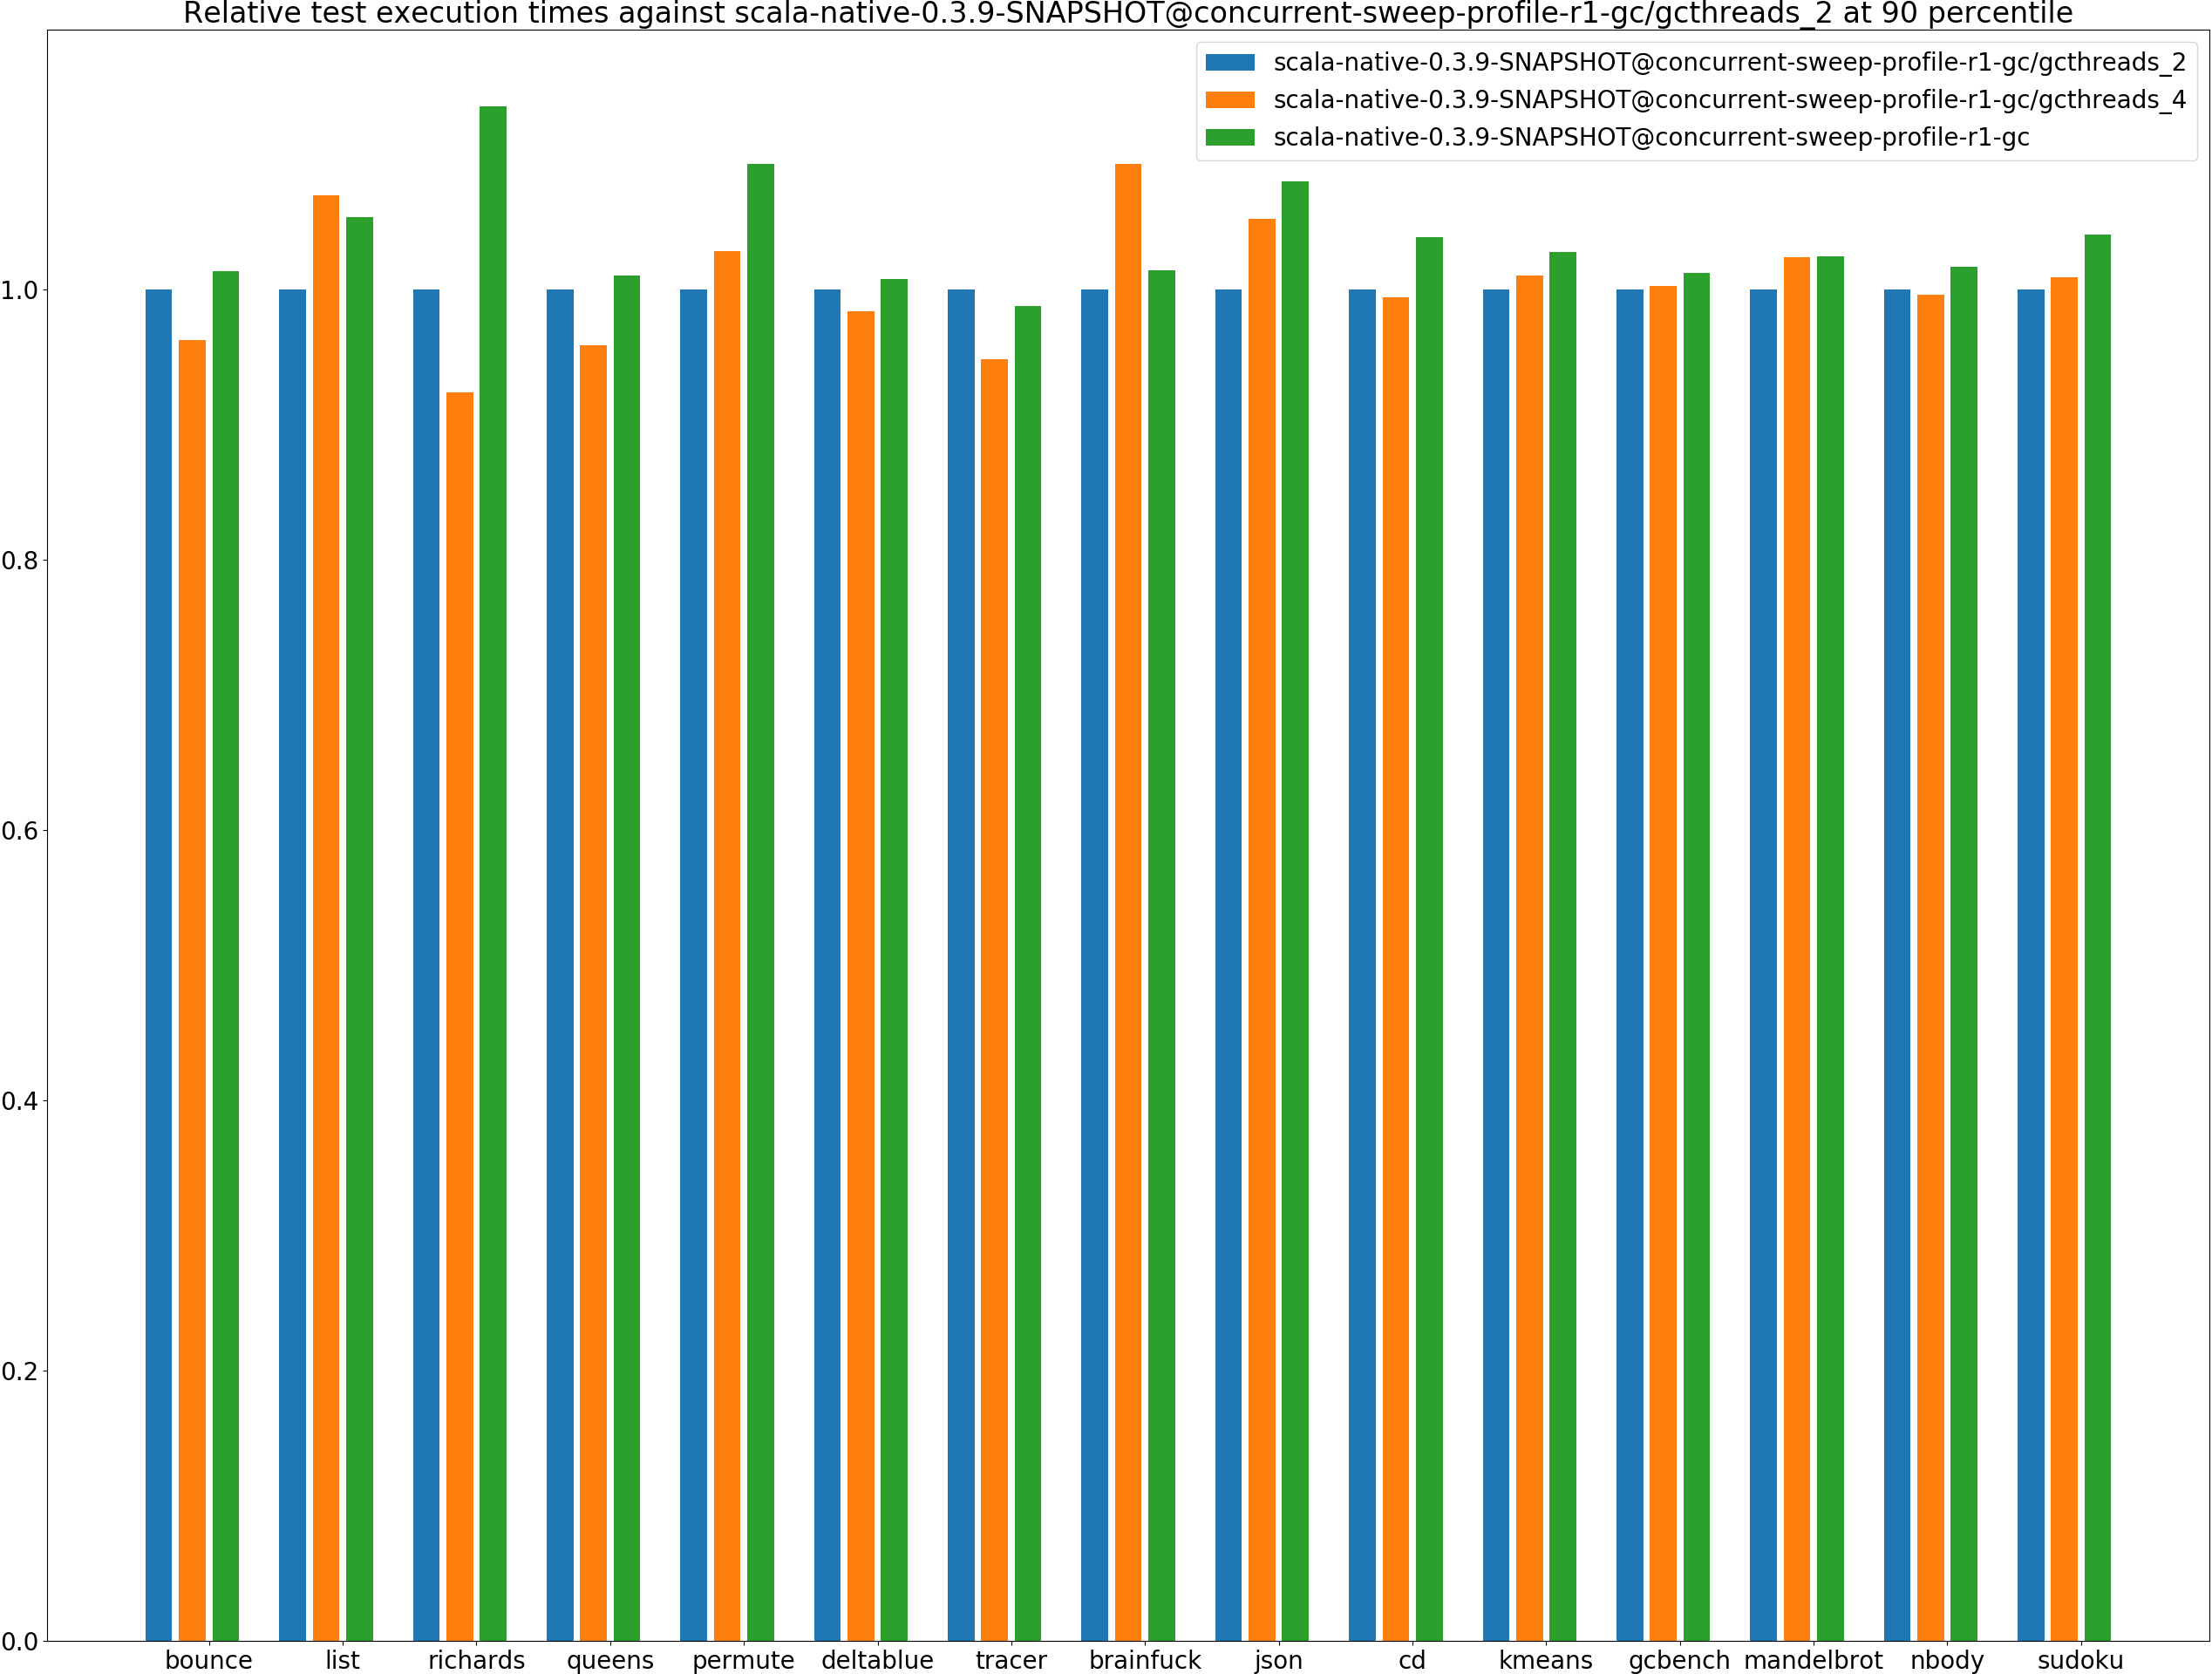 Relative test execution times against scala-native-0.3.9-SNAPSHOT@concurrent-sweep-profile-r1-gc/gcthreads_2 at 90 percentile
scala-native-0.3.9-SNAPSHOT@concurrent-sweep-profile-r1-gc/gcthreads_2
scala-native-0.3.9-SNAPSHOT@concurrent-sweep-profile-r1-gc/gcthreads_4
scala-native-0.3.9-SNAPSHOT@concurrent-sweep-profile-r1-gc
1.0
0.8
0.6
0.4
0.2
0.0
bounce list richards queens permute deltablue tracer brainfuck json cd kmeans gcbench mandelbrot nbody sudoku